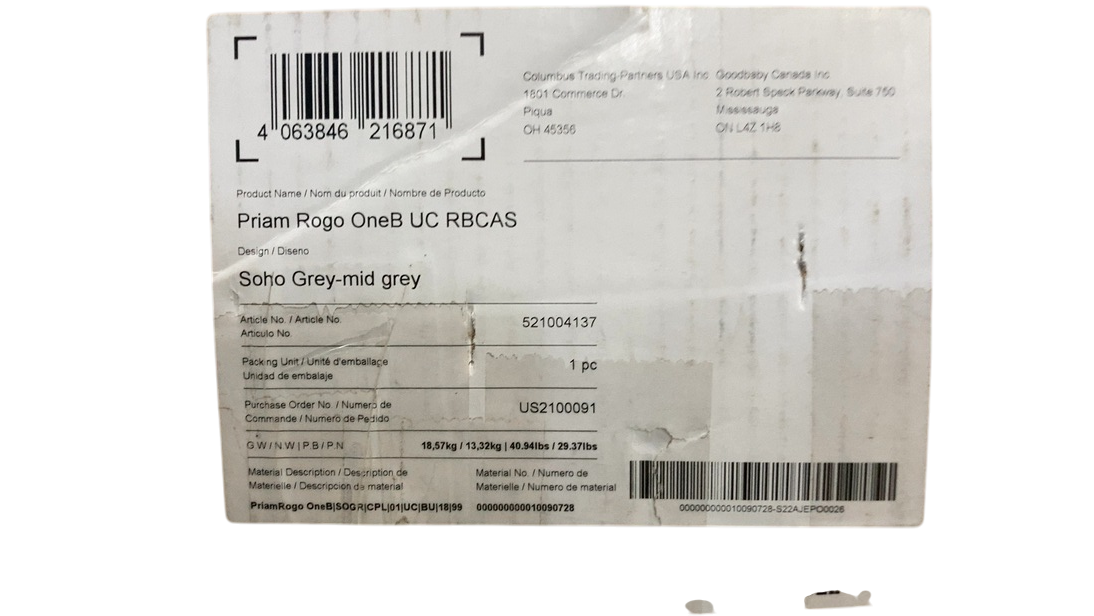 4 063846 216871
Columbus Trading-Partners USA Inc
1801 Commerce Dr.
Piqua
OH 45356
Goodbaby Canada Inc
2 Robert Speck Parkway, Suite 750
Mississauga
ON L4Z 1H8
Product Name / Nom du produit / Nombre de Producto
Priam Rogo OneB UC RBCAS
Design / Diseno
Soho Grey-mid grey
Article No. / Article No.
Articulo No.
521004137
Packing Unit / Unité d'emballage
Unidad de embalaje
1 pc
Purchase Order No. / Numero de
Commande / Numero de Pedido
US2100091
G.W / N.W | P.B / P.N
18,57kg / 13,32kg | 40.94lbs / 29.37lbs
Material Description / Description de
Materielle / Descripcion de material
Material No. / Numero de
Materielle / Numero de material
PriamRogo OneB|SOGR|CPL|01|UC|BU|18|99
000000000010090728
000000000010090728-S22AJEPO0026